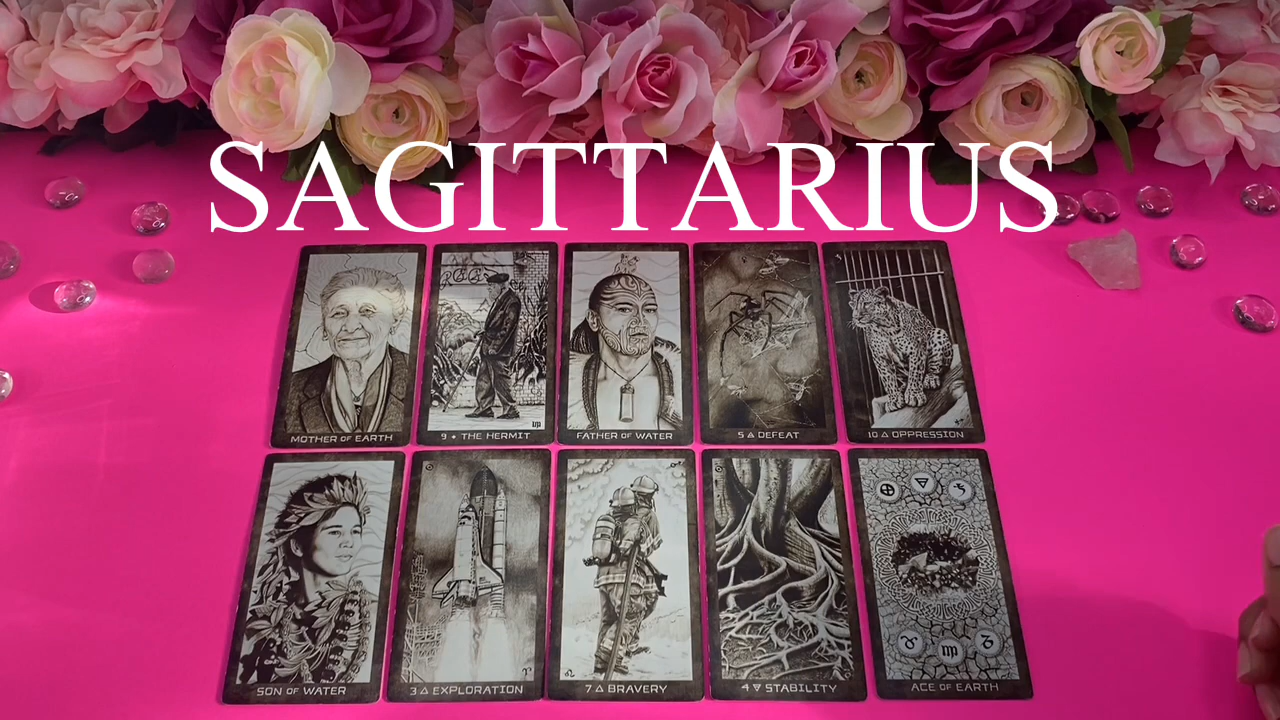 SAGITTARIUS
MOTHER OF EARTH
9 • THE HERMIT
FATHER OF WATER
5 🜁 DEFEAT
10 🜂 OPPRESSION
SON OF WATER
3 🜂 EXPLORATION
7 🜂 BRAVERY
4 🜃 STABILITY
ACE OF EARTH